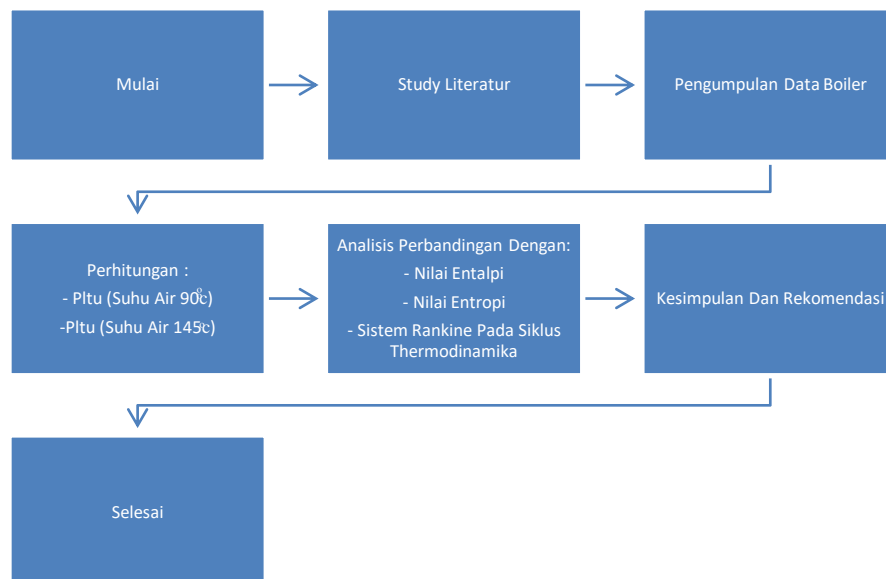 Mulai
Study Literatur
Pengumpulan Data Boiler
Perhitungan :
- Pltu (Suhu Air 90℃)
-Pltu (Suhu Air 145℃)
Analisis Perbandingan Dengan:
- Nilai Entalpi
- Nilai Entropi
- Sistem Rankine Pada Siklus
Thermodinamika
Kesimpulan Dan Rekomendasi
Selesai